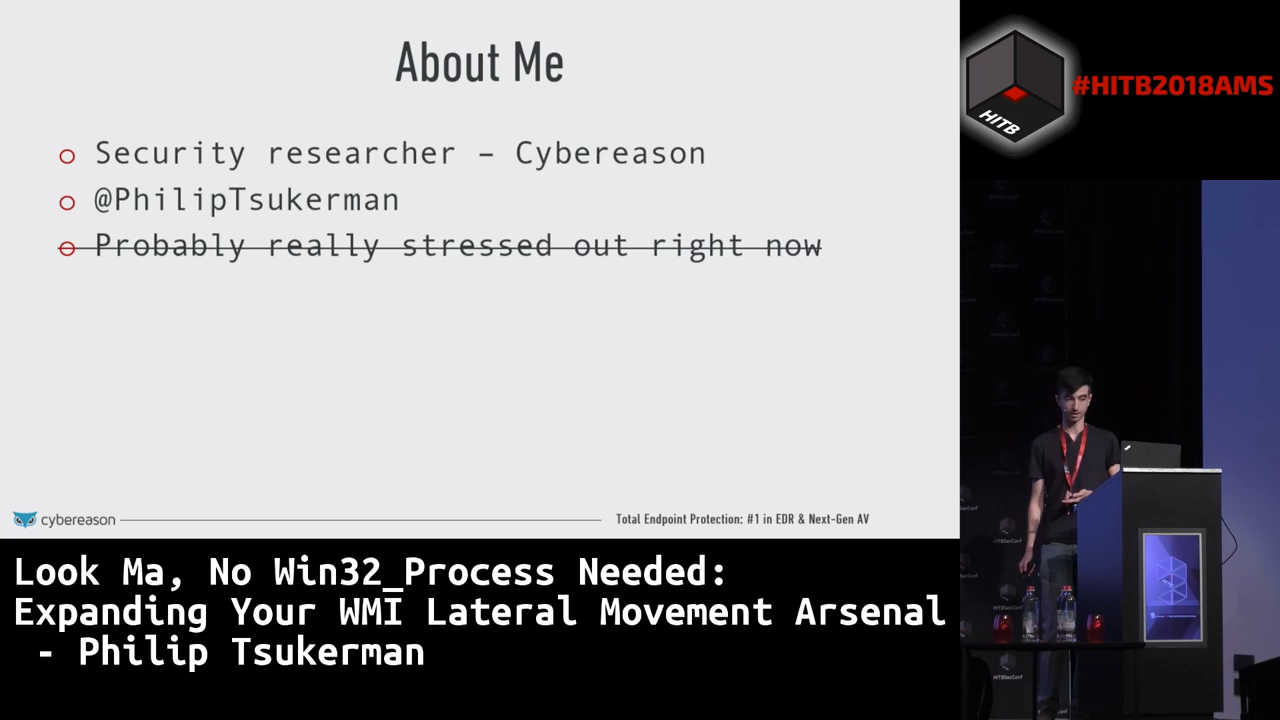 About Me
Security researcher – Cybereason
@PhilipTsukerman
Probably really stressed out right now
cybereason
Total Endpoint Protection: #1 in EDR & Next-Gen AV
HITB
#HITB2018AMS
Look Ma, No Win32_Process Needed:
Expanding Your WMI Lateral Movement Arsenal
- Philip Tsukerman